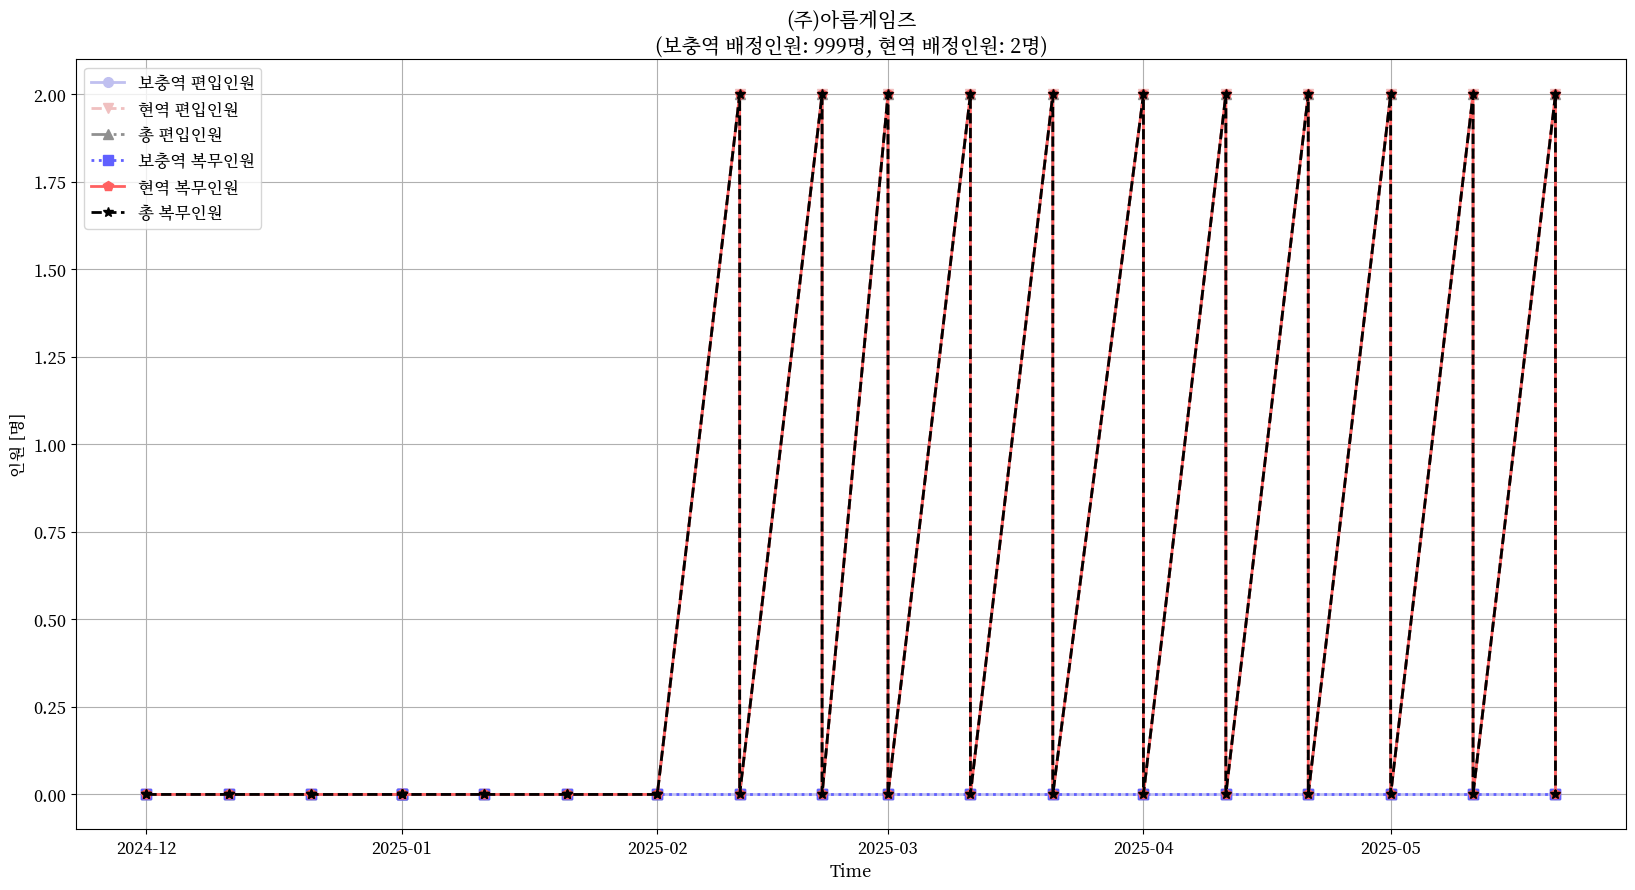 (주)아름게임즈
(보충역 배정인원: 999명, 현역 배정인원: 2명)
보충역 편입인원
현역 편입인원
총 편입인원
보충역 복무인원
현역 복무인원
총 복무인원
인원 [명]
2.00
1.75
1.50
1.25
1.00
0.75
0.50
0.25
0.00
2024-12
2025-01
2025-02
2025-03
2025-04
2025-05
Time